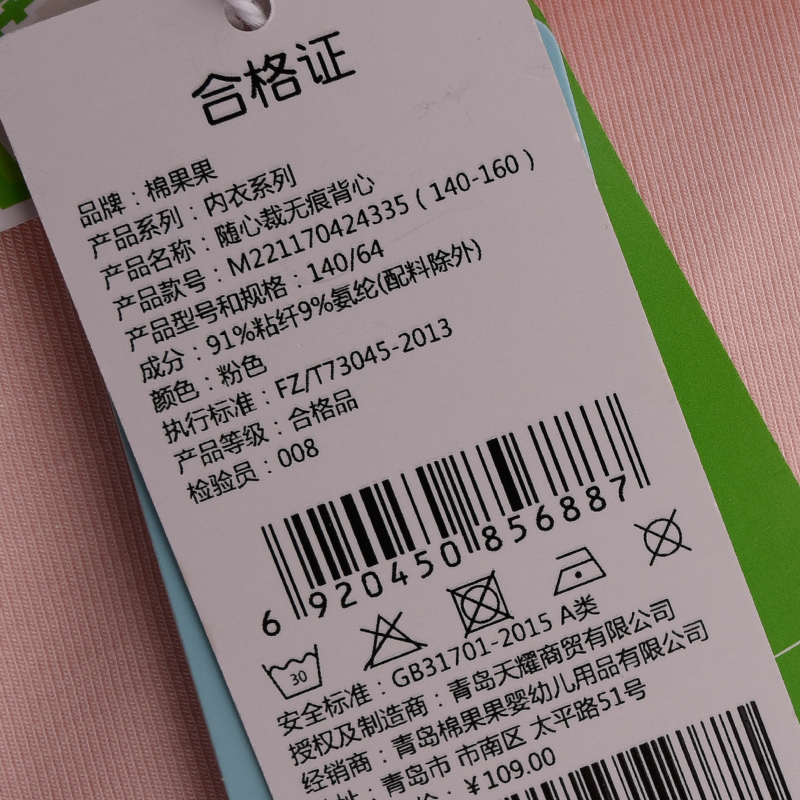 合格证
品牌：棉果果
产品系列：内衣系列
产品名称：随心裁无痕背心
产品款号：M221170424335（140-160）
产品型号和规格：140/64
成分：91%粘纤9%氨纶(配料除外)
颜色：粉色
执行标准：FZ/T73045-2013
产品等级：合格品
检验员：008
6920450856887
30
安全标准：GB31701-2015 A类
授权及制造商：青岛天耀商贸有限公司
经销商：青岛棉果果婴幼儿用品有限公司
址：青岛市 市南区 太平路51号
价：￥109.00